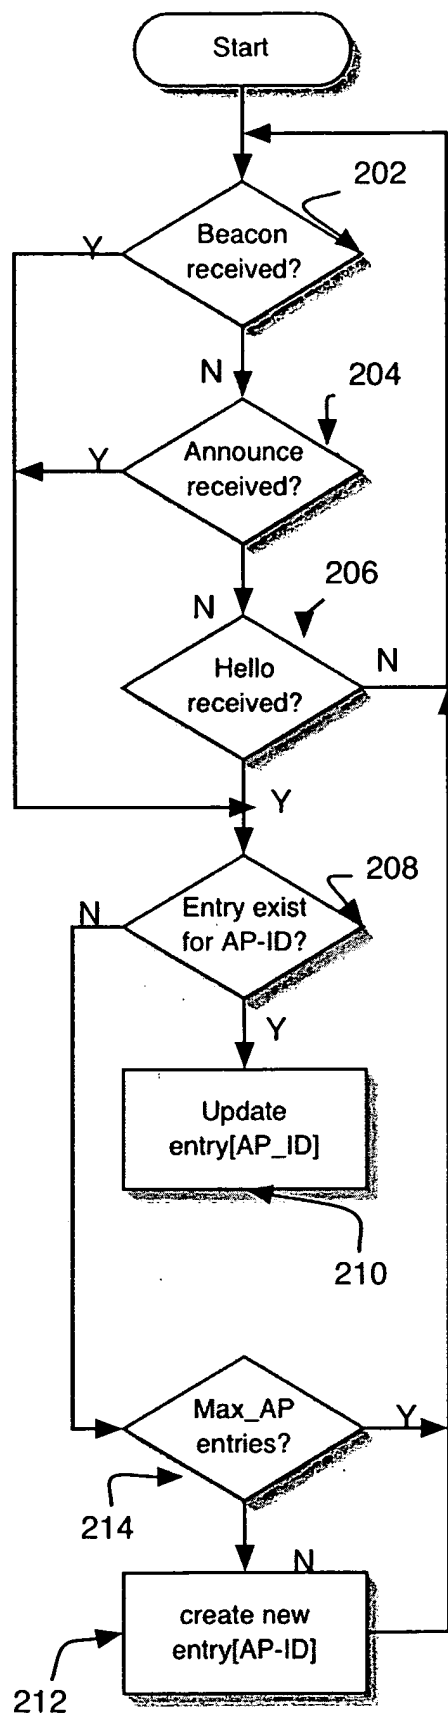 Start
202
Beacon
received?
Y
N
204
Announce
received?
Y
206
N
Hello
received?
N
Y
208
Entry exist
for AP-ID?
N
Y
Update
entry[AP_ID]
210
Max_AP
entries?
Y
214
N
create new
entry[AP-ID]
212